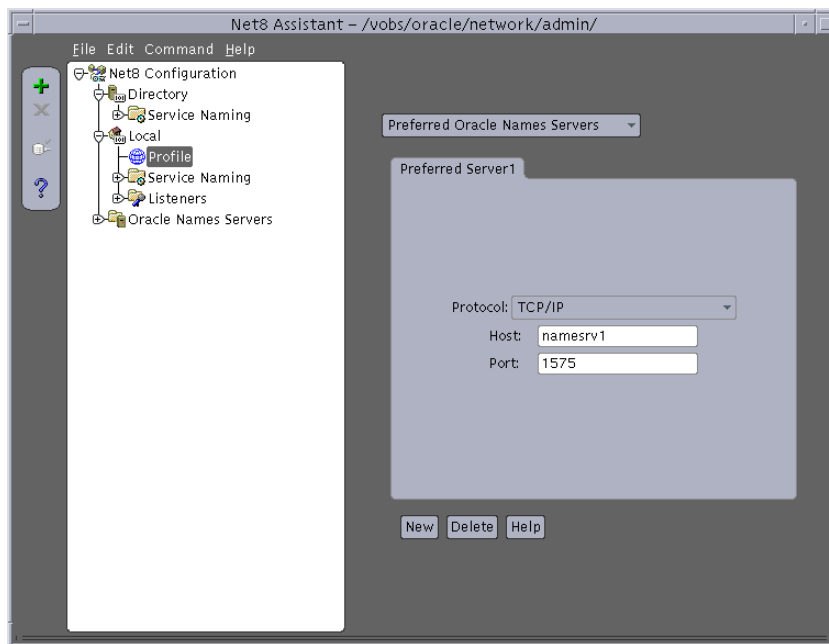 Net8 Assistant – /vobs/oracle/network/admin/
File Edit Command Help
Net8 Configuration
Directory
Service Naming
Local
Profile
Service Naming
Listeners
Oracle Names Servers
Preferred Oracle Names Servers
Preferred Server1
Protocol: TCP/IP
Host: namesrv1
Port: 1575
New Delete Help